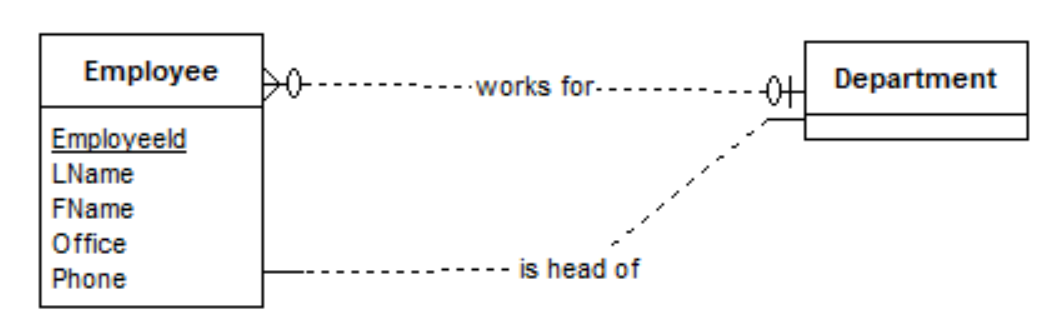 Employee
EmployeeId
LName
FName
Office
Phone
works for
is head of
Department